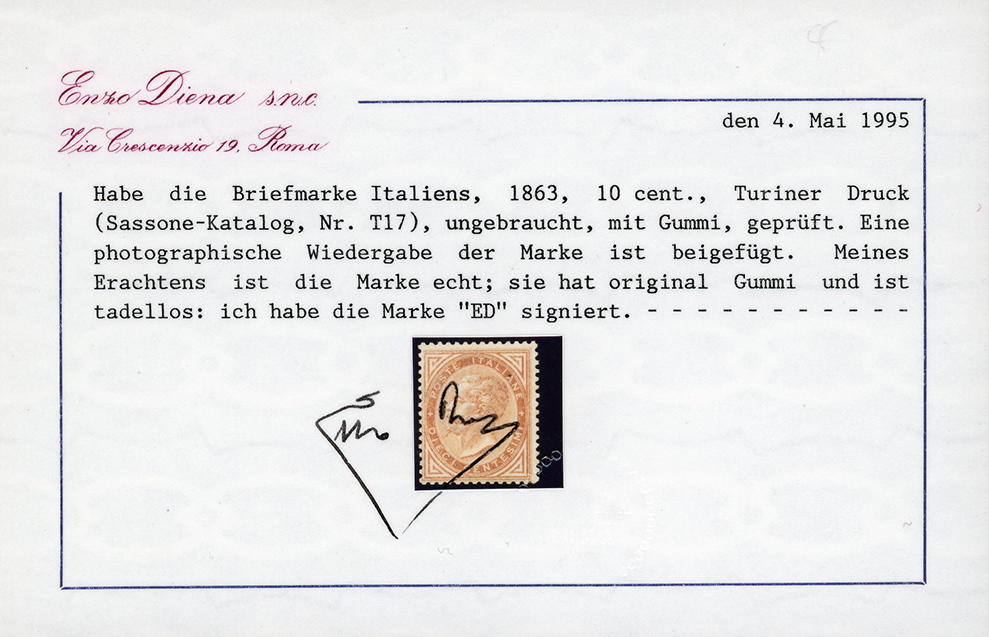 Enzo Diena s.n.c.
Via Crescenzio 19, Roma
den 4. Mai 1995
Habe die Briefmarke Italiens, 1863, 10 cent., Turiner Druck
(Sassone-Katalog, Nr. T17), ungebraucht, mit Gummi, geprüft. Eine
photographische Wiedergabe der Marke ist beigefügt. Meines
Erachtens ist die Marke echt; sie hat original Gummi und ist
tadellos: ich habe die Marke "ED" signiert. - - - - - - - - - - - -
POSTE ITALIANE
DIECI CENTESIMI